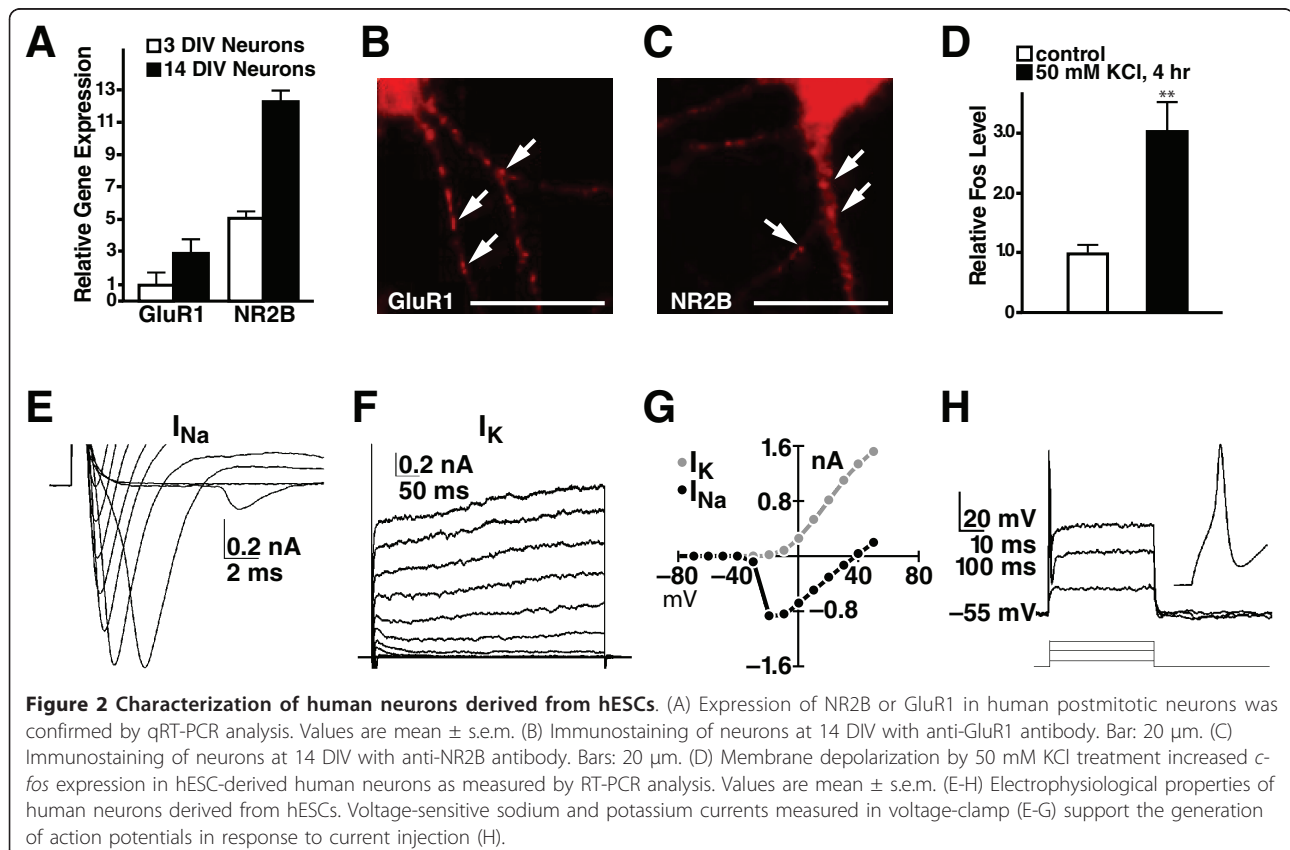 A
3 DIV Neurons
14 DIV Neurons
Relative Gene Expression
13
11
9
7
5
3
1
0
GluR1 NR2B
B
GluR1
C
NR2B
D
control
50 mM KCl, 4 hr
**
Relative Fos Level
3.0
2.0
1.0
0
E
INa
0.2 nA
2 ms
F
IK
0.2 nA
50 ms
G
IK
INa
nA
1.6
0.8
−80 −40 40 80
mV
−0.8
−1.6
H
20 mV
10 ms
100 ms
−55 mV
Figure 2 Characterization of human neurons derived from hESCs. (A) Expression of NR2B or GluR1 in human postmitotic neurons was
confirmed by qRT-PCR analysis. Values are mean ± s.e.m. (B) Immunostaining of neurons at 14 DIV with anti-GluR1 antibody. Bar: 20 μm. (C)
Immunostaining of neurons at 14 DIV with anti-NR2B antibody. Bars: 20 μm. (D) Membrane depolarization by 50 mM KCl treatment increased c-
fos expression in hESC-derived human neurons as measured by RT-PCR analysis. Values are mean ± s.e.m. (E-H) Electrophysiological properties of
human neurons derived from hESCs. Voltage-sensitive sodium and potassium currents measured in voltage-clamp (E-G) support the generation
of action potentials in response to current injection (H).